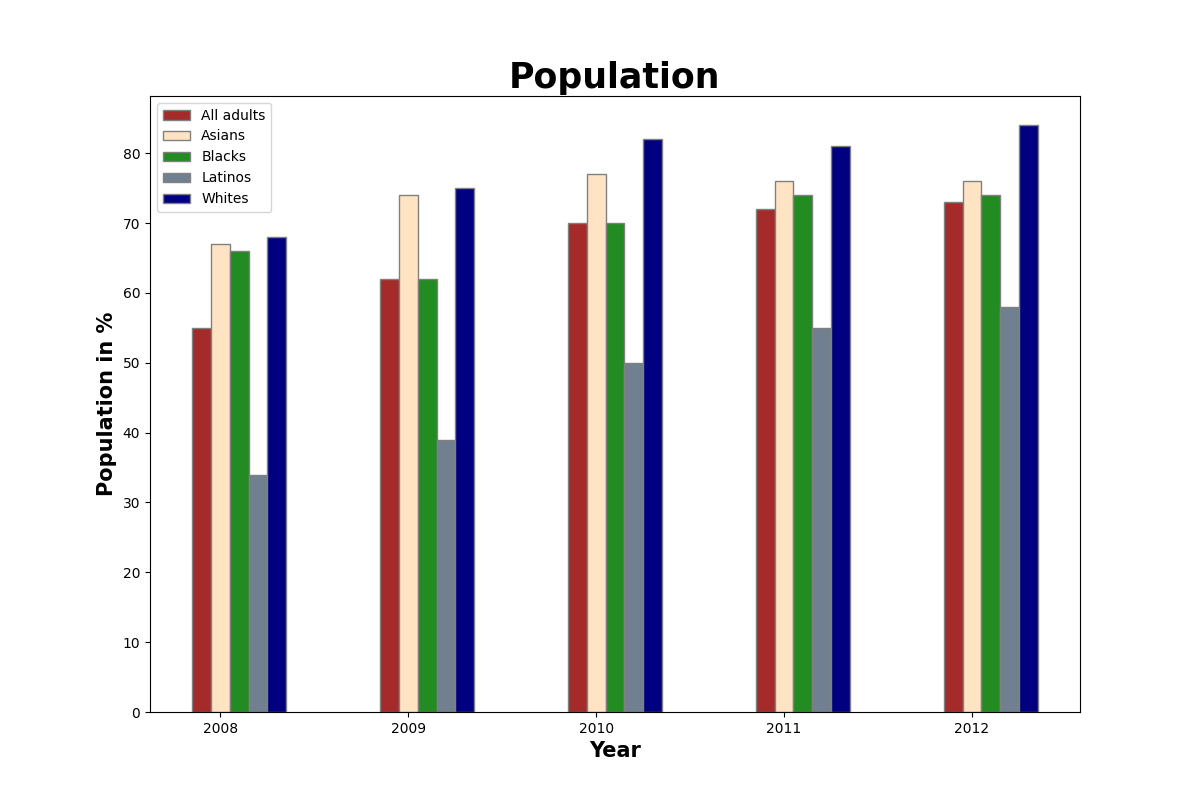 Population
All adults
Asians
Blacks
Latinos
Whites
Population in %
80
70
60
50
40
30
20
10
0
2008 2009 2010 2011 2012
Year